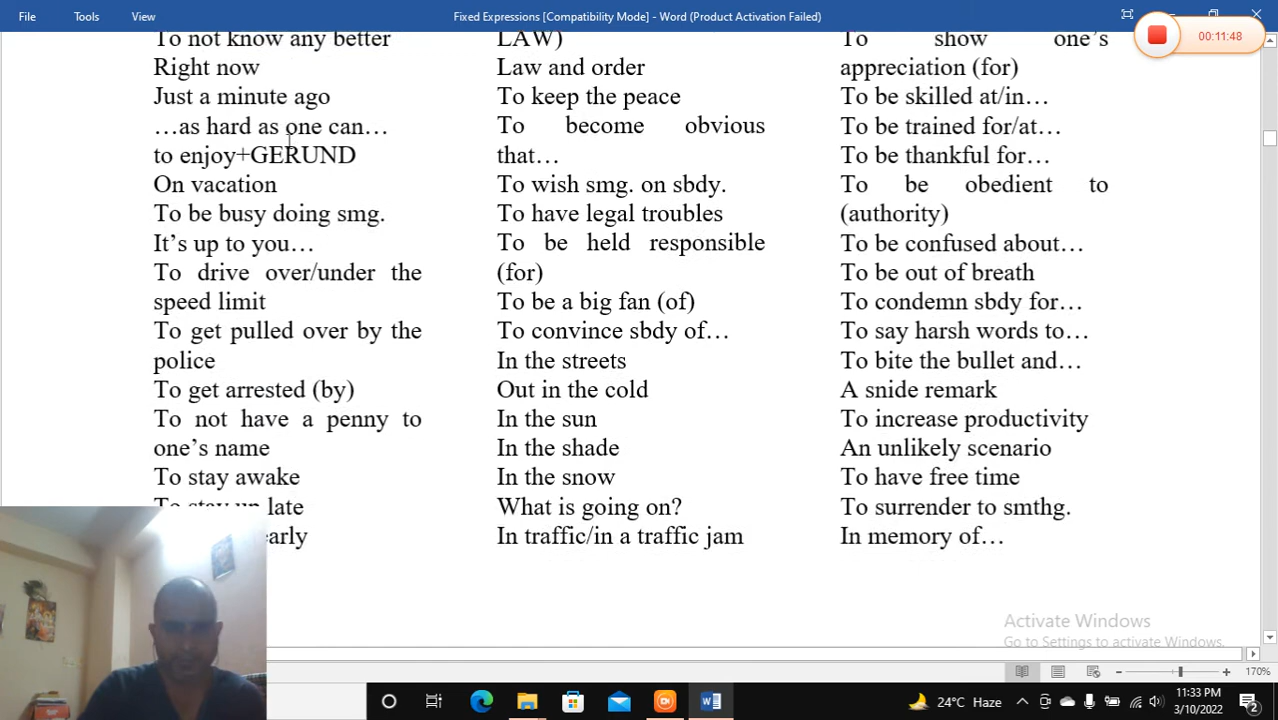 File Tools View Fixed Expressions [Compatibility Mode] - Word (Product Activation Failed)
00:11:48
To not know any better
Right now
Just a minute ago
…as hard as one can…
to enjoy+GERUND
On vacation
To be busy doing smg.
It’s up to you…
To drive over/under the
speed limit
To get pulled over by the
police
To get arrested (by)
To not have a penny to
one’s name
To stay awake
To stay up late
early
LAW)
Law and order
To keep the peace
To become obvious
that…
To wish smg. on sbdy.
To have legal troubles
To be held responsible
(for)
To be a big fan (of)
To convince sbdy of…
In the streets
Out in the cold
In the sun
In the shade
In the snow
What is going on?
In traffic/in a traffic jam
To show one’s
appreciation (for)
To be skilled at/in…
To be trained for/at…
To be thankful for…
To be obedient to
(authority)
To be confused about…
To be out of breath
To condemn sbdy for…
To say harsh words to…
To bite the bullet and…
A snide remark
To increase productivity
An unlikely scenario
To have free time
To surrender to smthg.
In memory of…
Activate Windows
Go to Settings to activate Windows.
170%
24°C Haze
11:33 PM
3/10/2022
2